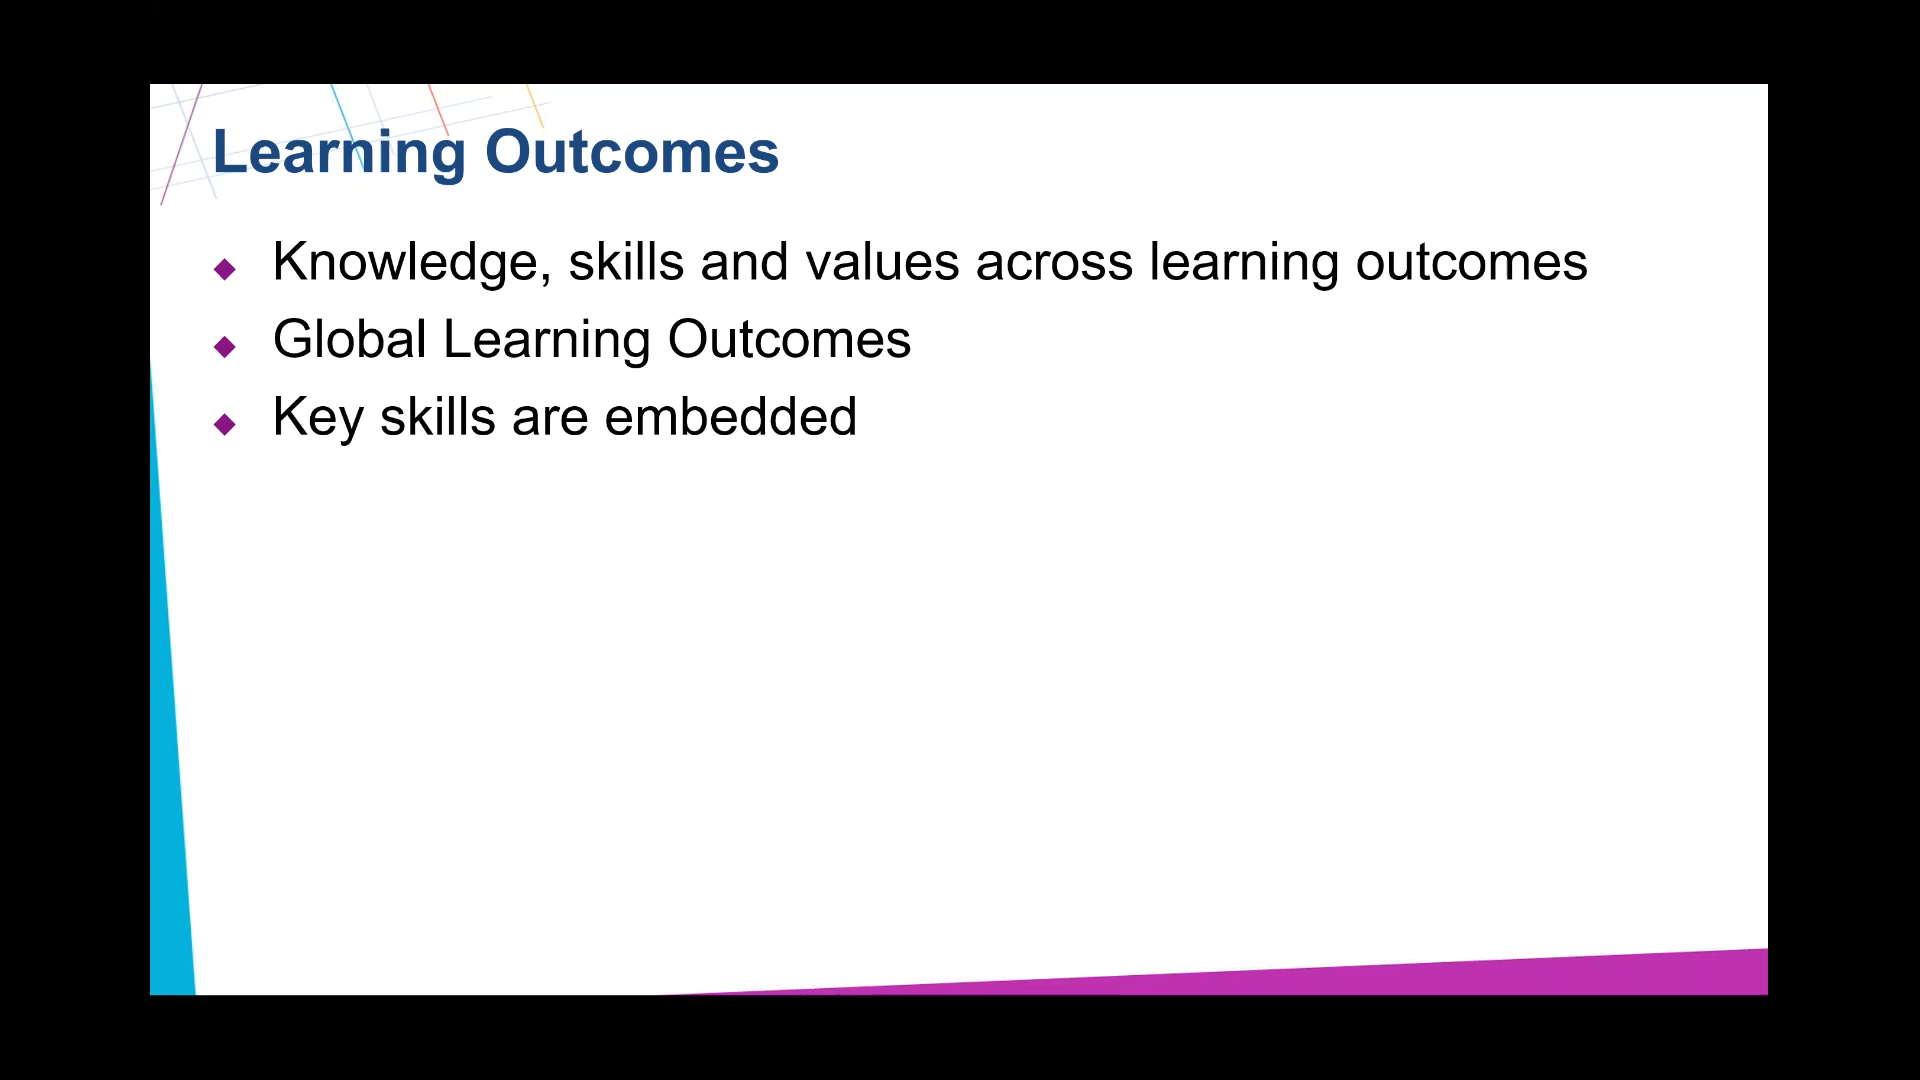 Learning Outcomes
Knowledge, skills and values across learning outcomes
Global Learning Outcomes
Key skills are embedded